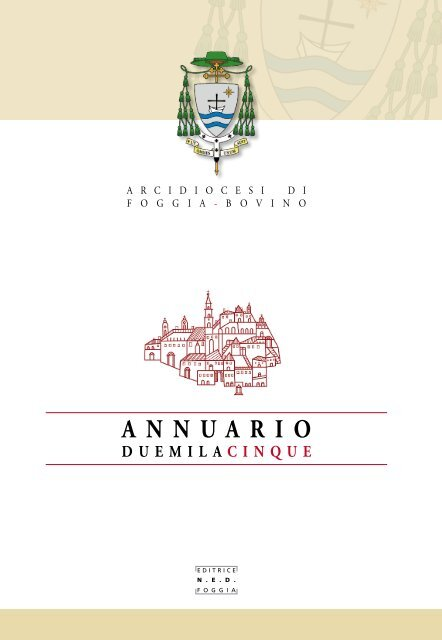 ARCIDIOCESI DI
FOGGIA-BOVINO
ANNUARIO
DUEMILACINQUE
EDITRICE
N.E.D.
FOGGIA